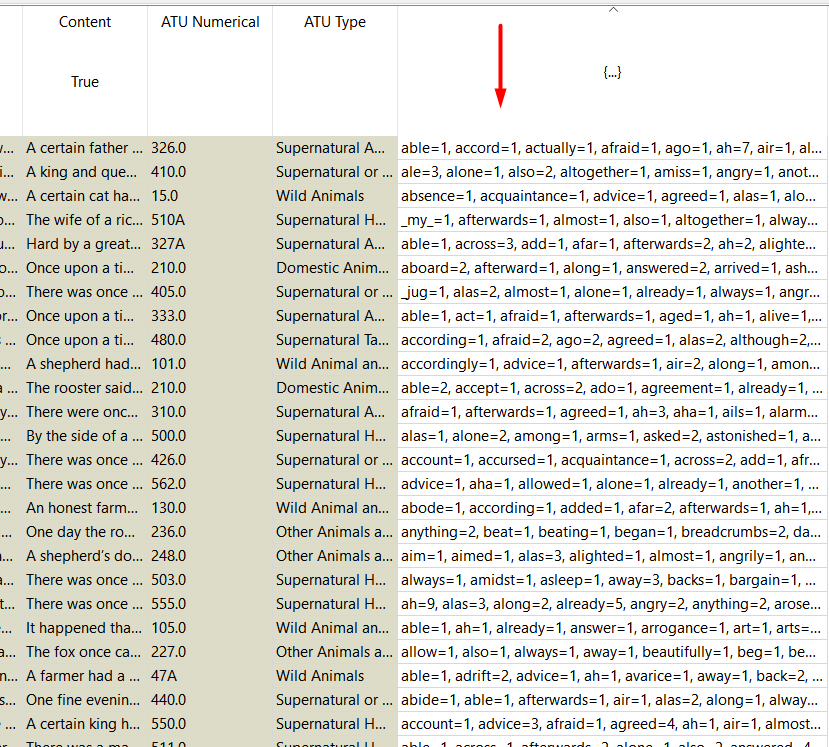 Content ATU Numerical ATU Type
True {...}
w... A certain father ... 326.0 Supernatural A... able=1, accord=1, actually=1, afraid=1, ago=1, ah=7, air=1, al...
i... A king and que... 410.0 Supernatural or ... ale=3, alone=1, also=2, altogether=1, amiss=1, angry=1, anot...
w... A certain cat ha... 15.0 Wild Animals absence=1, acquaintance=1, advice=1, agreed=1, alas=1, alo...
o... The wife of a ric... 510A Supernatural H... _my_=1, afterwards=1, almost=1, also=1, altogether=1, alway...
u... Hard by a great... 327A Supernatural A... able=1, across=3, add=1, afar=1, afterwards=2, ah=2, alighte...
o... Once upon a ti... 210.0 Domestic Anim... aboard=2, afterward=1, along=1, answered=2, arrived=1, ash...
... There was once ... 405.0 Supernatural or ... _jug=1, alas=2, almost=1, alone=1, already=1, always=1, angr...
or... Once upon a ti... 333.0 Supernatural A... able=1, act=1, afraid=1, afterwards=1, aged=1, ah=1, alive=1,...
s ... Once upon a ti... 480.0 Supernatural Ta... according=1, afraid=2, ago=2, agreed=1, alas=2, although=2,...
... A shepherd had... 101.0 Wild Animal an... accordingly=1, advice=1, afterwards=1, air=2, along=1, amon...
a ... The rooster said... 210.0 Domestic Anim... able=2, accept=1, across=2, ado=1, agreement=1, already=1, ...
y... There were onc... 310.0 Supernatural A... afraid=1, afterwards=1, agreed=1, ah=3, aha=1, ails=1, alarm...
... By the side of a ... 500.0 Supernatural H... alas=1, alone=2, among=1, arms=1, asked=2, astonished=1, a...
y... There was once ... 426.0 Supernatural or ... account=1, accursed=1, acquaintance=1, across=2, add=1, afr...
... There was once ... 562.0 Supernatural H... advice=1, aha=1, allowed=1, alone=1, already=1, another=1, ...
... An honest farm... 130.0 Wild Animal an... abode=1, according=1, added=1, afar=2, afterwards=1, ah=1,...
... One day the ro... 236.0 Other Animals a... anything=2, beat=1, beating=1, began=1, breadcrumbs=2, da...
n... A shepherd's do... 248.0 Other Animals a... aim=1, aimed=1, alas=3, alighted=1, almost=1, angrily=1, an...
a... There was once ... 503.0 Supernatural H... always=1, amidst=1, asleep=1, away=3, backs=1, bargain=1, ...
t... There was once ... 555.0 Supernatural H... ah=9, alas=3, along=2, already=5, angry=2, anything=2, arose...
e... It happened tha... 105.0 Wild Animal an... able=1, ah=1, already=1, answer=1, arrogance=1, art=1, arts=...
a... The fox once ca... 227.0 Other Animals a... allow=1, also=1, always=1, away=1, beautifully=1, beg=1, be...
n... A farmer had a ... 47A Wild Animals able=1, adrift=2, advice=1, ah=1, avarice=1, away=1, back=2, ...
s... One fine evenin... 440.0 Supernatural or ... abide=1, able=1, afterwards=1, air=1, alas=2, along=1, alway...
... A certain king h... 550.0 Supernatural H... account=1, advice=3, afraid=1, agreed=4, ah=1, air=1, almost...